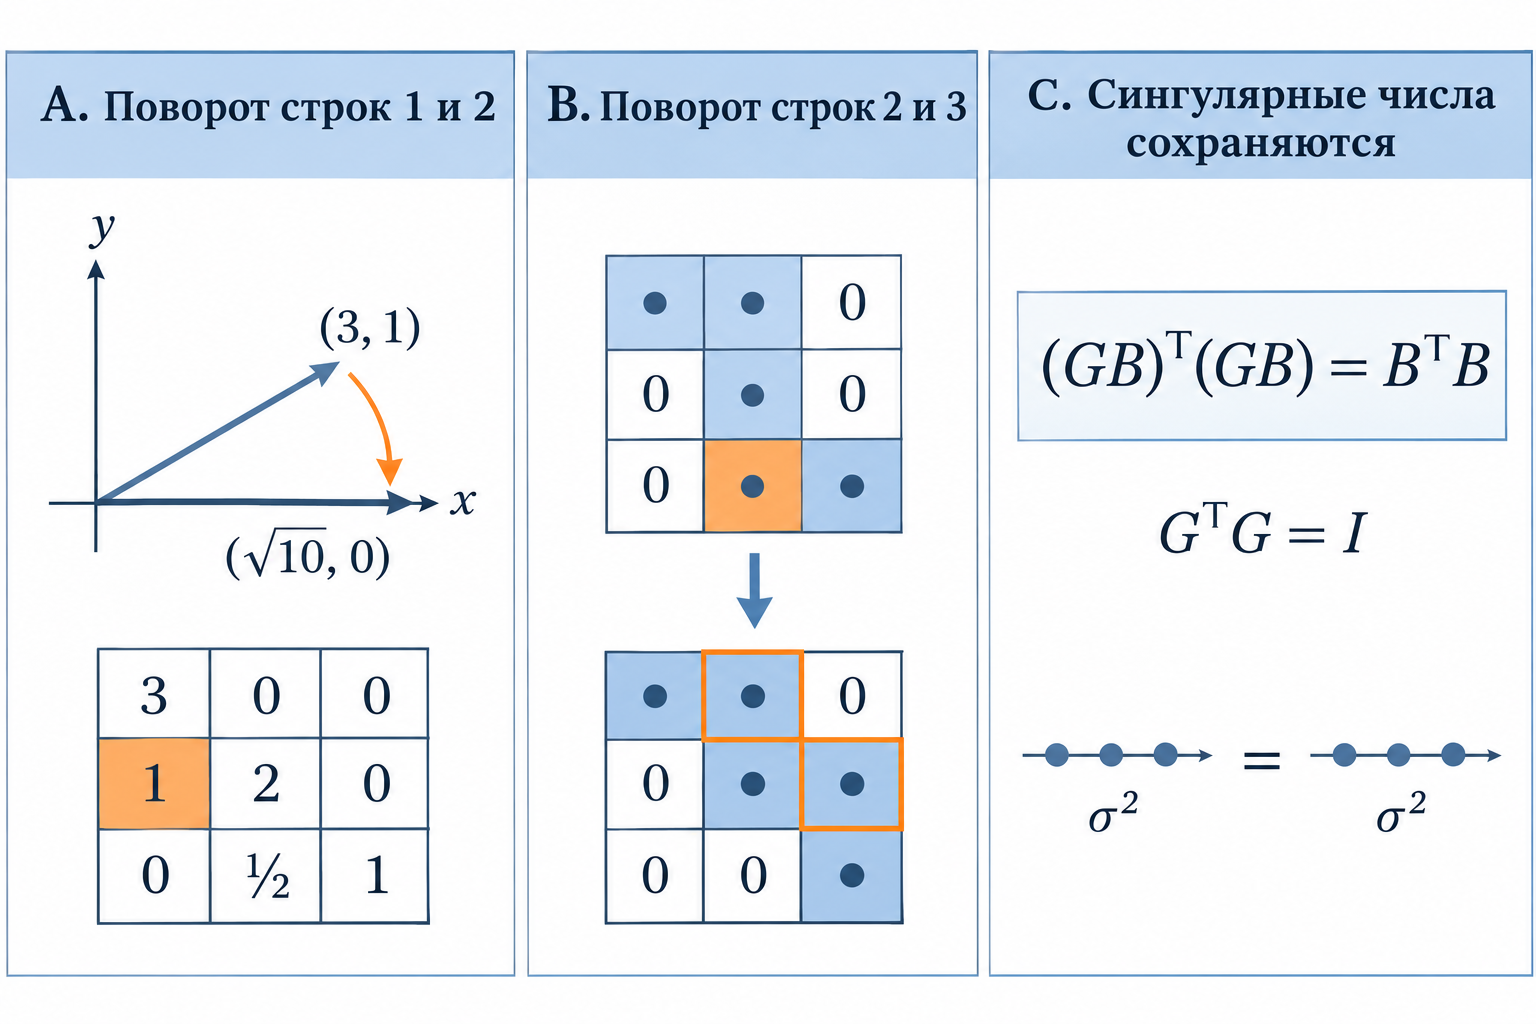 A. Поворот строк 1 и 2
y
(3, 1)
x
(√10, 0)
3 0 0
1 2 0
0 ½ 1
B. Поворот строк 2 и 3
• • 0
0 • 0
0 • •
• • 0
0 • •
0 0 •
C. Сингулярные числа
сохраняются
(GB)ᵀ(GB) = BᵀB
GᵀG = I
=
σ² σ²